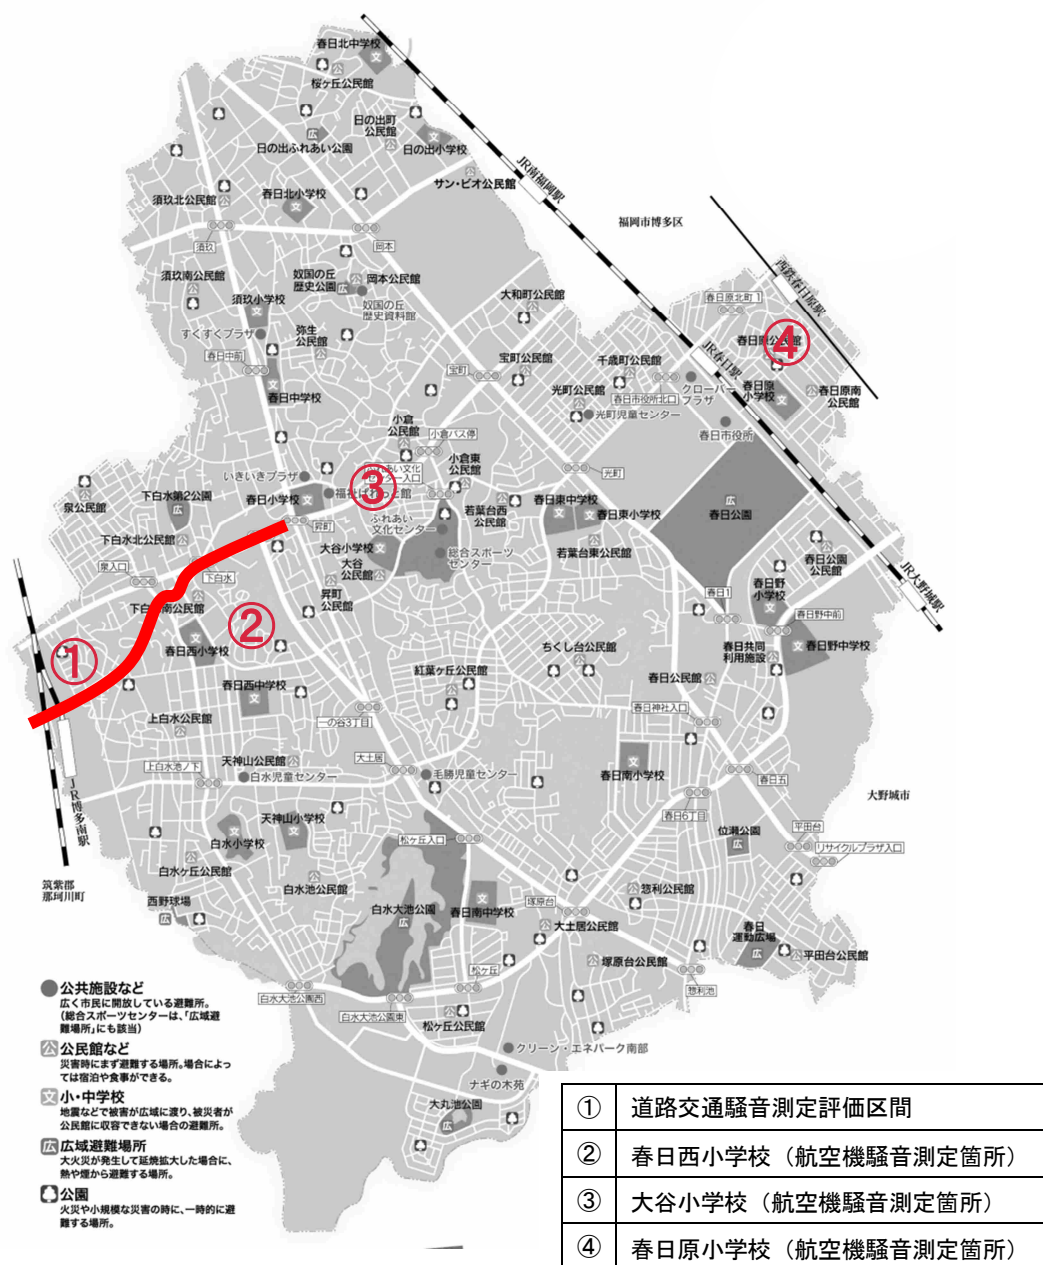 春日北中学校
文
桜ヶ丘公民館
日の出町
公民館
日の出ふれあい公園
日の出小学校
サン・ビオ公民館
JR南福岡駅
福岡市博多区
須玖北公民館
春日北小学校
須玖
岡本
西鉄春日原駅
須玖南公民館
奴国の丘
歴史公園
岡本公民館
奴国の丘
歴史資料館
須玖小学校
大和町公民館
春日原北町1
すくすくプラザ
弥生
公民館
春日原公民館
④
春日中前
宝町
宝町公民館
千歳町公民館
JR春日駅
春日中学校
光町公民館
春日市役所北口
クローバー
プラザ
春日原
小学校
春日原南
公民館
光町児童センター
小倉
公民館
小倉バス停
春日市役所
小倉東
公民館
光町
いきいきプラザ
③
泉公民館
下白水第2公園
春日小学校
若葉台西
公民館
春日東中学校
春日東小学校
春日公園
ふれあい
文化センター
昇町
下白水北公民館
大谷小学校
大谷
公民館
総合スポーツ
センター
若葉台東公民館
春日公園
公民館
JR大野城駅
泉入口
下白水
昇町
公民館
春日野
小学校
春日1
春日野中前
②
①
春日西小学校
ちくし台公民館
春日共同
利用施設
春日野中学校
紅葉ヶ丘公民館
春日公民館
春日西中学校
春日神社入口
上白水公民館
一の谷3丁目
天神山公民館
大土居
上白水池ノ下
白水児童センター
毛勝児童センター
春日南小学校
春日五
大野城市
JR博多南駅
春日6丁目
天神山小学校
位瀬公園
平田台
白水小学校
松ヶ丘入口
リサイクルプラザ入口
白水ヶ丘公民館
筑紫郡
那珂川町
白水池公民館
惣利公民館
西野球場
白水大池公園
春日南中学校
塚原台
大土居公民館
春日
運動広場
平田台公民館
塚原台公民館
松ヶ丘
惣利池
白水大池公園西
白水大池公園東
松ヶ丘公民館
クリーン・エネパーク南部
ナギの木苑
大丸池公園
公共施設など
広く市民に開放している避難所。
(総合スポーツセンターは、「広域避
難場所」にも該当)
公 公民館など
災害時にまず避難する場所。場合によっ
ては宿泊や食事ができる。
文 小・中学校
地震などで被害が広域に渡り、被災者が
公民館に収容できない場合の避難所。
広 広域避難場所
大火災が発生して延焼拡大した場合に、
熱や煙から避難する場所。
公園
火災や小規模な災害の時に、一時的に避
難する場所。
① 道路交通騒音測定評価区間
② 春日西小学校（航空機騒音測定箇所）
③ 大谷小学校（航空機騒音測定箇所）
④ 春日原小学校（航空機騒音測定箇所）